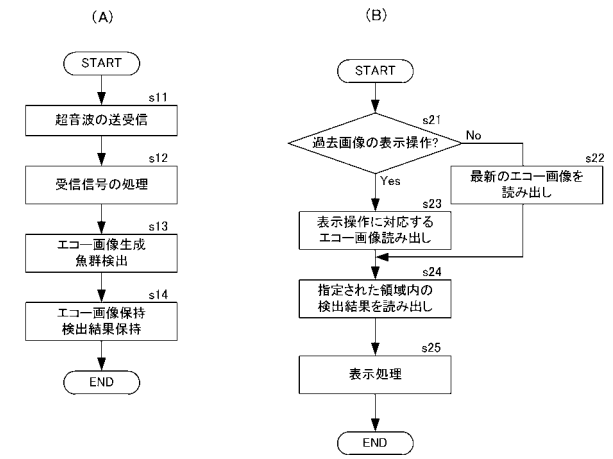 (A)
START
s11
超音波の送受信
s12
受信信号の処理
s13
エコー画像生成
魚群検出
s14
エコー画像保持
検出結果保持
END
(B)
START
s21
過去画像の表示操作?
No
Yes
s22
最新のエコー画像を
読み出し
s23
表示操作に対応する
エコー画像読み出し
s24
指定された領域内の
検出結果を読み出し
s25
表示処理
END